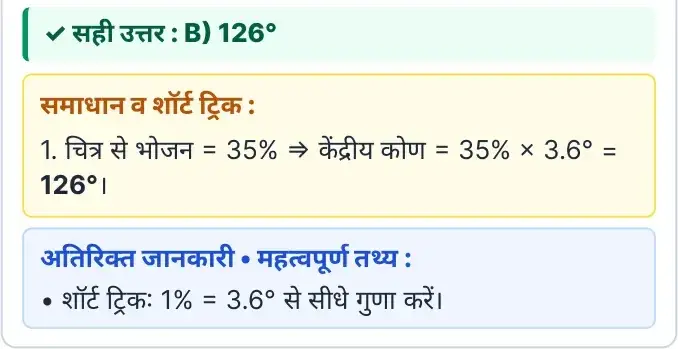 ✓ सही उत्तर : B) 126°
समाधान व शॉर्ट ट्रिक :
1. चित्र से भोजन = 35% ⇒ केंद्रीय कोण = 35% × 3.6° =
126°।
अतिरिक्त जानकारी • महत्वपूर्ण तथ्य :
• शॉर्ट ट्रिकः 1% = 3.6° से सीधे गुणा करें।